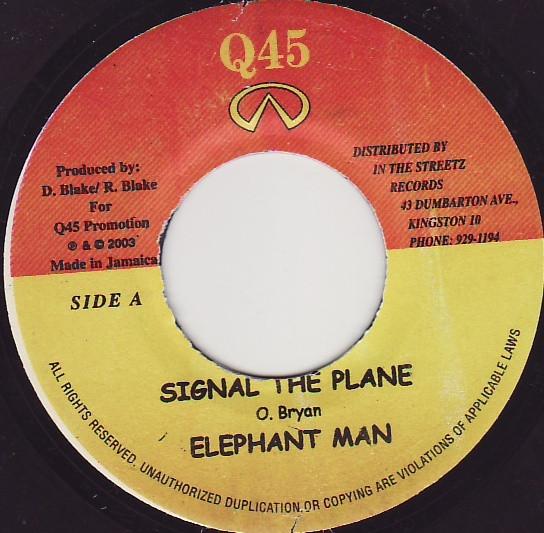 Q45
Produced by:
D. Blake/ R. Blake
For
Q45 Promotion
℗ & © 2003
Made in Jamaica
DISTRIBUTED BY
IN THE STREETZ
RECORDS
43 DUMBARTON AVE.,
KINGSTON 10
PHONE: 929-1194
SIDE A
SIGNAL THE PLANE
O. Bryan
ELEPHANT MAN
ALL RIGHTS RESERVED. UNAUTHORIZED DUPLICATION.OR COPYING ARE VIOLATIONS OF APPLICABLE LAWS